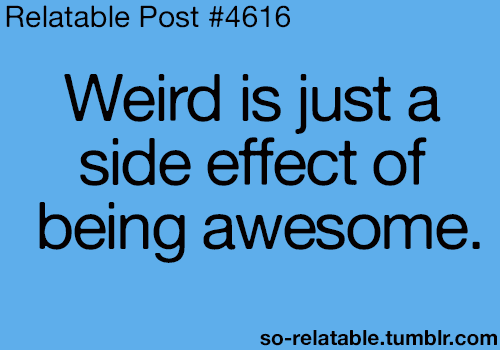 Relatable Post #4616
Weird is just a
side effect of
being awesome.
so-relatable.tumblr.com